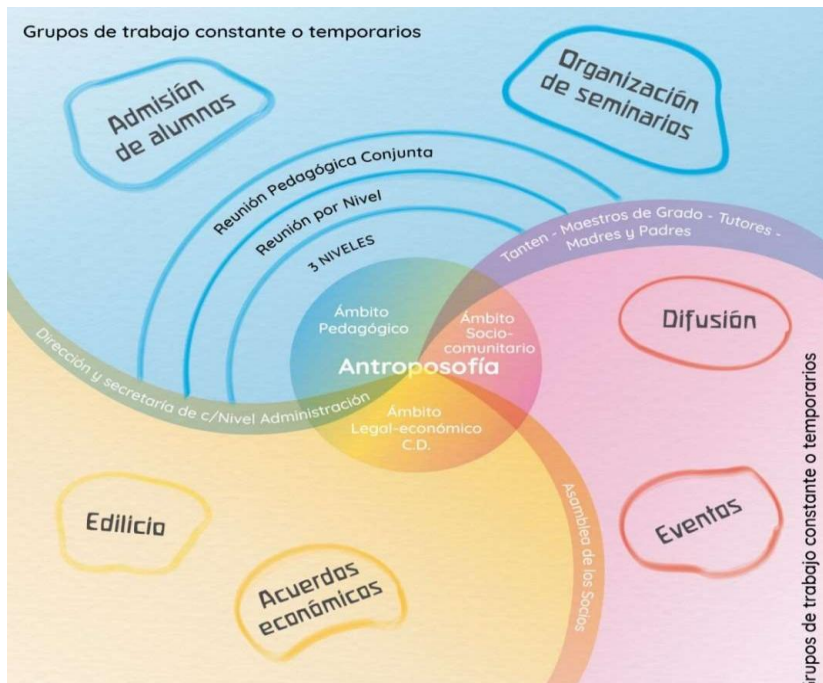 Grupos de trabajo constante o temporarios
Admisión
de alumnos
Organización
de seminarios
Reunión Pedagógica Conjunta
Reunión por Nivel
3 NIVELES
Tanten - Maestros de Grado - Tutores -
Madres y Padres
Ámbito
Pedagógico
Ámbito
Socio-
comunitario
Antroposofía
Ámbito
Legal-económico
C.D.
Dirección y secretaría de c/Nivel Administración
Difusión
Eventos
Asamblea de los Socios
Edilicio
Acuerdos
económicos
Grupos de trabajo constante o temporarios